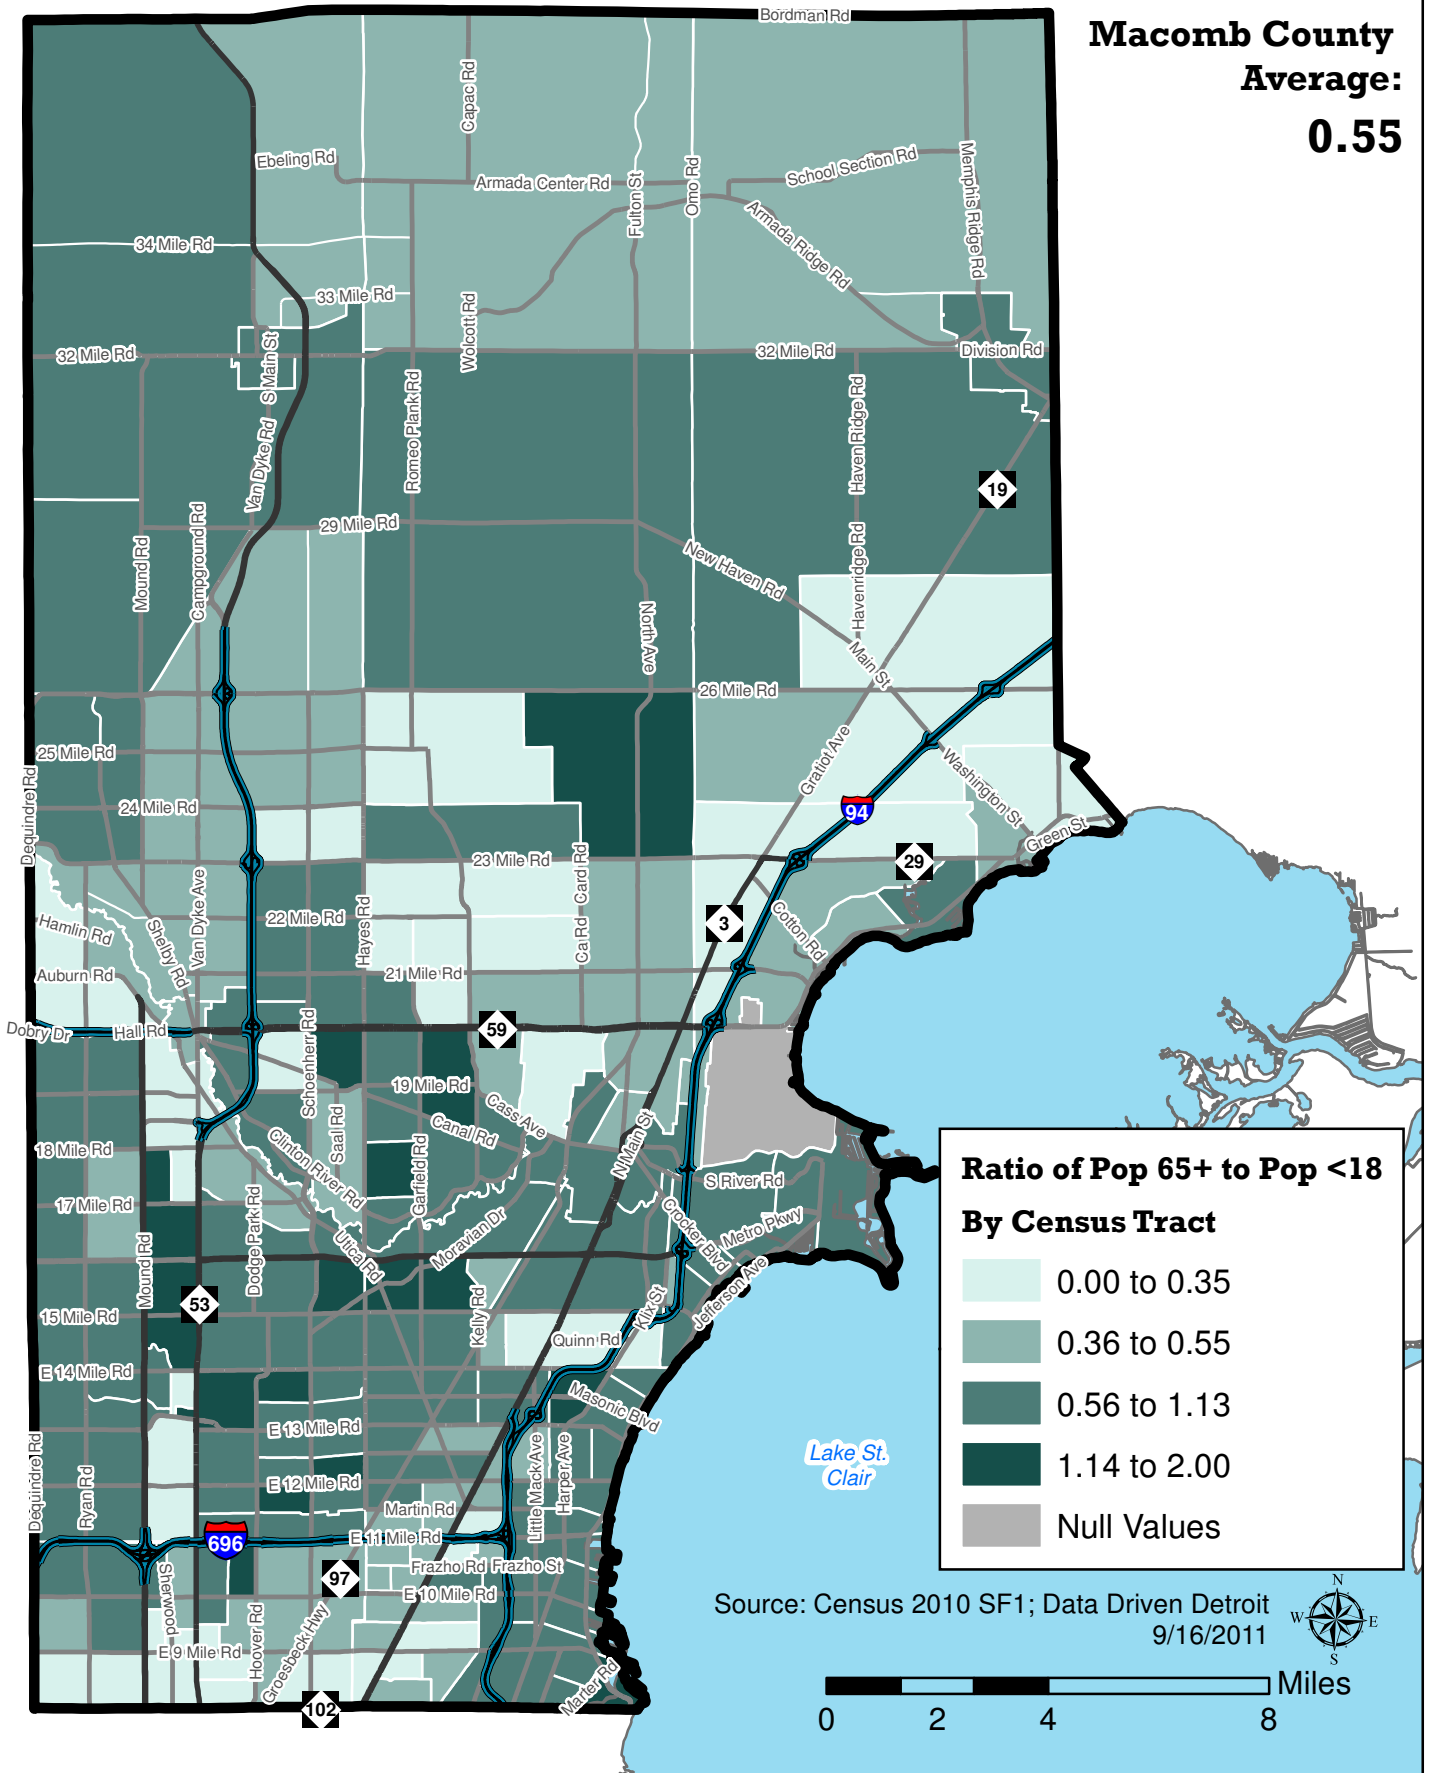 Bordman Rd
Macomb County
Average:
0.55
Capac Rd
Ebeling Rd
Armada Center Rd
School Section Rd
Fulton St
Omo Rd
Memphis Ridge Rd
Armada Ridge Rd
34 Mile Rd
33 Mile Rd
Wolcott Rd
32 Mile Rd
S Main St
32 Mile Rd
Division Rd
Romeo Plank Rd
Haven Ridge Rd
Van Dyke Rd
19
29 Mile Rd
Mound Rd
Campground Rd
New Haven Rd
Havenridge Rd
North Ave
Main St
26 Mile Rd
25 Mile Rd
Gratiot Ave
Washington St
Dequindre Rd
24 Mile Rd
94
Green St
23 Mile Rd
Card Rd
29
Hamlin Rd
Shelby Rd
Van Dyke Ave
22 Mile Rd
Hayes Rd
Ca Rd
3
Cotton Rd
Auburn Rd
21 Mile Rd
Dobry Dr
Hall Rd
59
Schoenherr Rd
19 Mile Rd
Saal Rd
Cass Ave
Canal Rd
N Main St
18 Mile Rd
Clinton River Rd
Garfield Rd
S River Rd
17 Mile Rd
Dodge Park Rd
Utica Rd
Moravian Dr
Crocker Blvd
Metro Pkwy
Mound Rd
53
15 Mile Rd
Kelly Rd
Klix St
Jefferson Ave
Quinn Rd
E 14 Mile Rd
Masonic Blvd
E 13 Mile Rd
Dequindre Rd
Ryan Rd
E 12 Mile Rd
Little Mack Ave
Harper Ave
Martin Rd
Lake St.
Clair
696
E 11 Mile Rd
97
Frazho Rd
Frazho St
Sherwood
E 10 Mile Rd
Hoover Rd
Groesbeck Hwy
E 9 Mile Rd
Marter Rd
102
Ratio of Pop 65+ to Pop <18
By Census Tract
0.00 to 0.35
0.36 to 0.55
0.56 to 1.13
1.14 to 2.00
Null Values
Source: Census 2010 SF1; Data Driven Detroit
9/16/2011
N
W
E
S
Miles
0
2
4
8